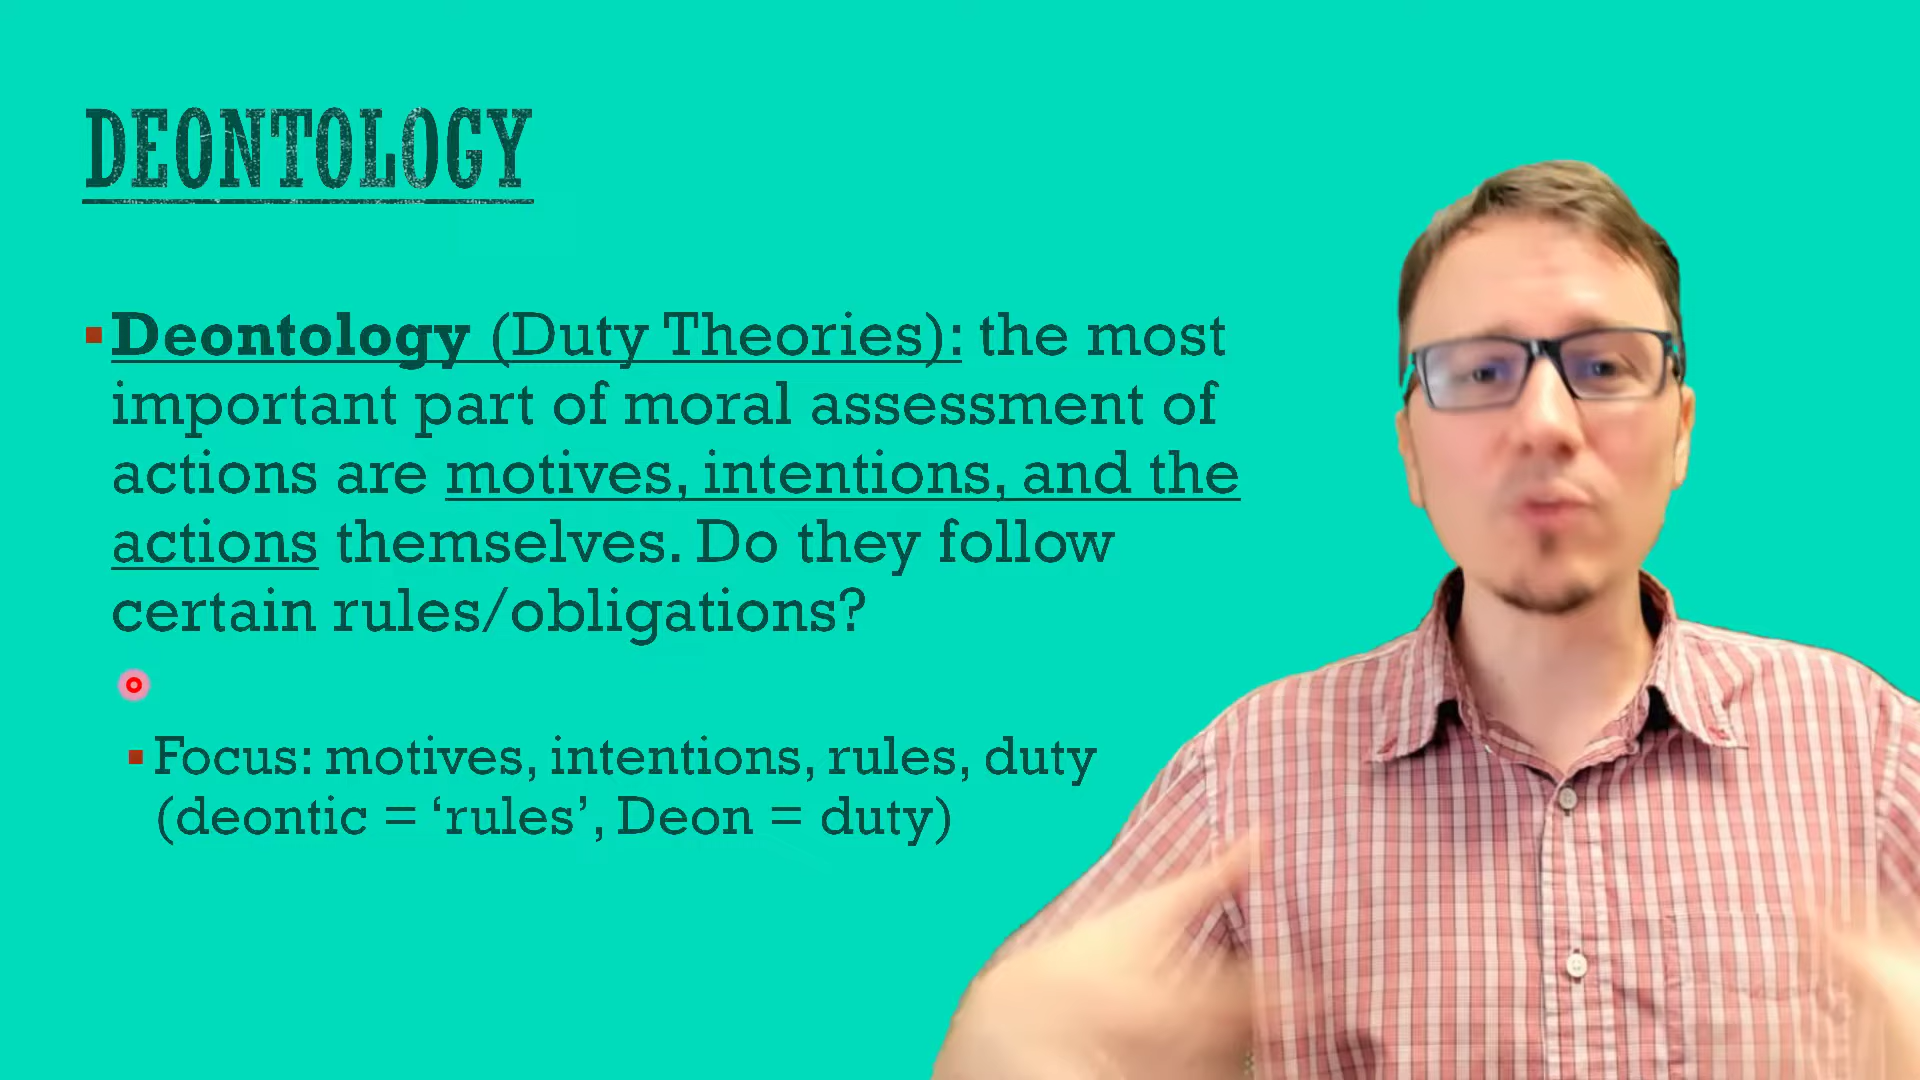 DEONTOLOGY
Deontology (Duty Theories): the most
important part of moral assessment of
actions are motives, intentions, and the
actions themselves. Do they follow
certain rules/obligations?
Focus: motives, intentions, rules, duty
(deontic = ‘rules’, Deon = duty)